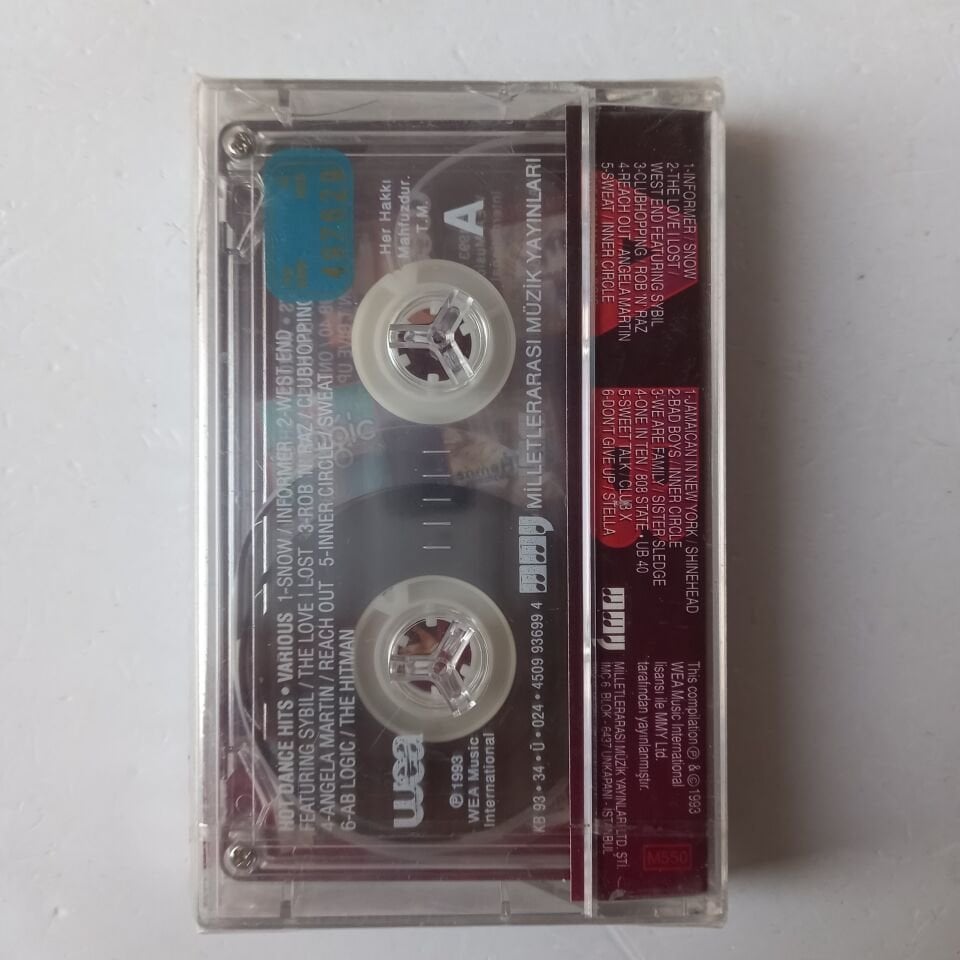 1-INFORMER / SNOW
2-THE LOVE I LOST /
WEST END FEATURING SYBIL
3-CLUBHOPPING / ROB 'N' RAZ
4-REACH OUT / ANGELA MARTIN
5-SWEAT / INNER CIRCLE
1-JAMAICAN IN NEW YORK / SHINEHEAD
2-BAD BOYS / INNER CIRCLE
3-WE ARE FAMILY / SISTER SLEDGE
4-ONE IN TEN / 808 STATE • UB 40
5-SWEET TALK / CLUB X
6-DONT GIVE UP / STELLA
mmy
This compilation ℗ & © 1993
WEA Music International
lisansı ile MMY Ltd.
tarafından yayınlanmıştır.
MİLLETLERARASI MÜZİK YAYINLARI LTD. ŞTİ.
İMÇ 6. BLOK - 6437 UNKAPANI - İSTANBUL
M550
Her Hakkı
Mahfuzdur.
T.M.
A
mmy MİLLETLERARASI MÜZİK YAYINLARI
KB 93 • 34 • Ü • 024 • 4509 93699 4
wea
℗ 1993
WEA Music
International
HOT DANCE HITS • VARIOUS 1-SNOW / INFORMER 2-WEST END
FEATURING SYBIL / THE LOVE I LOST 3-ROB 'N' RAZ / CLUBHOPPING
4-ANGELA MARTIN / REACH OUT 5-INNER CIRCLE / SWEAT
6-AB LOGIC / THE HITMAN